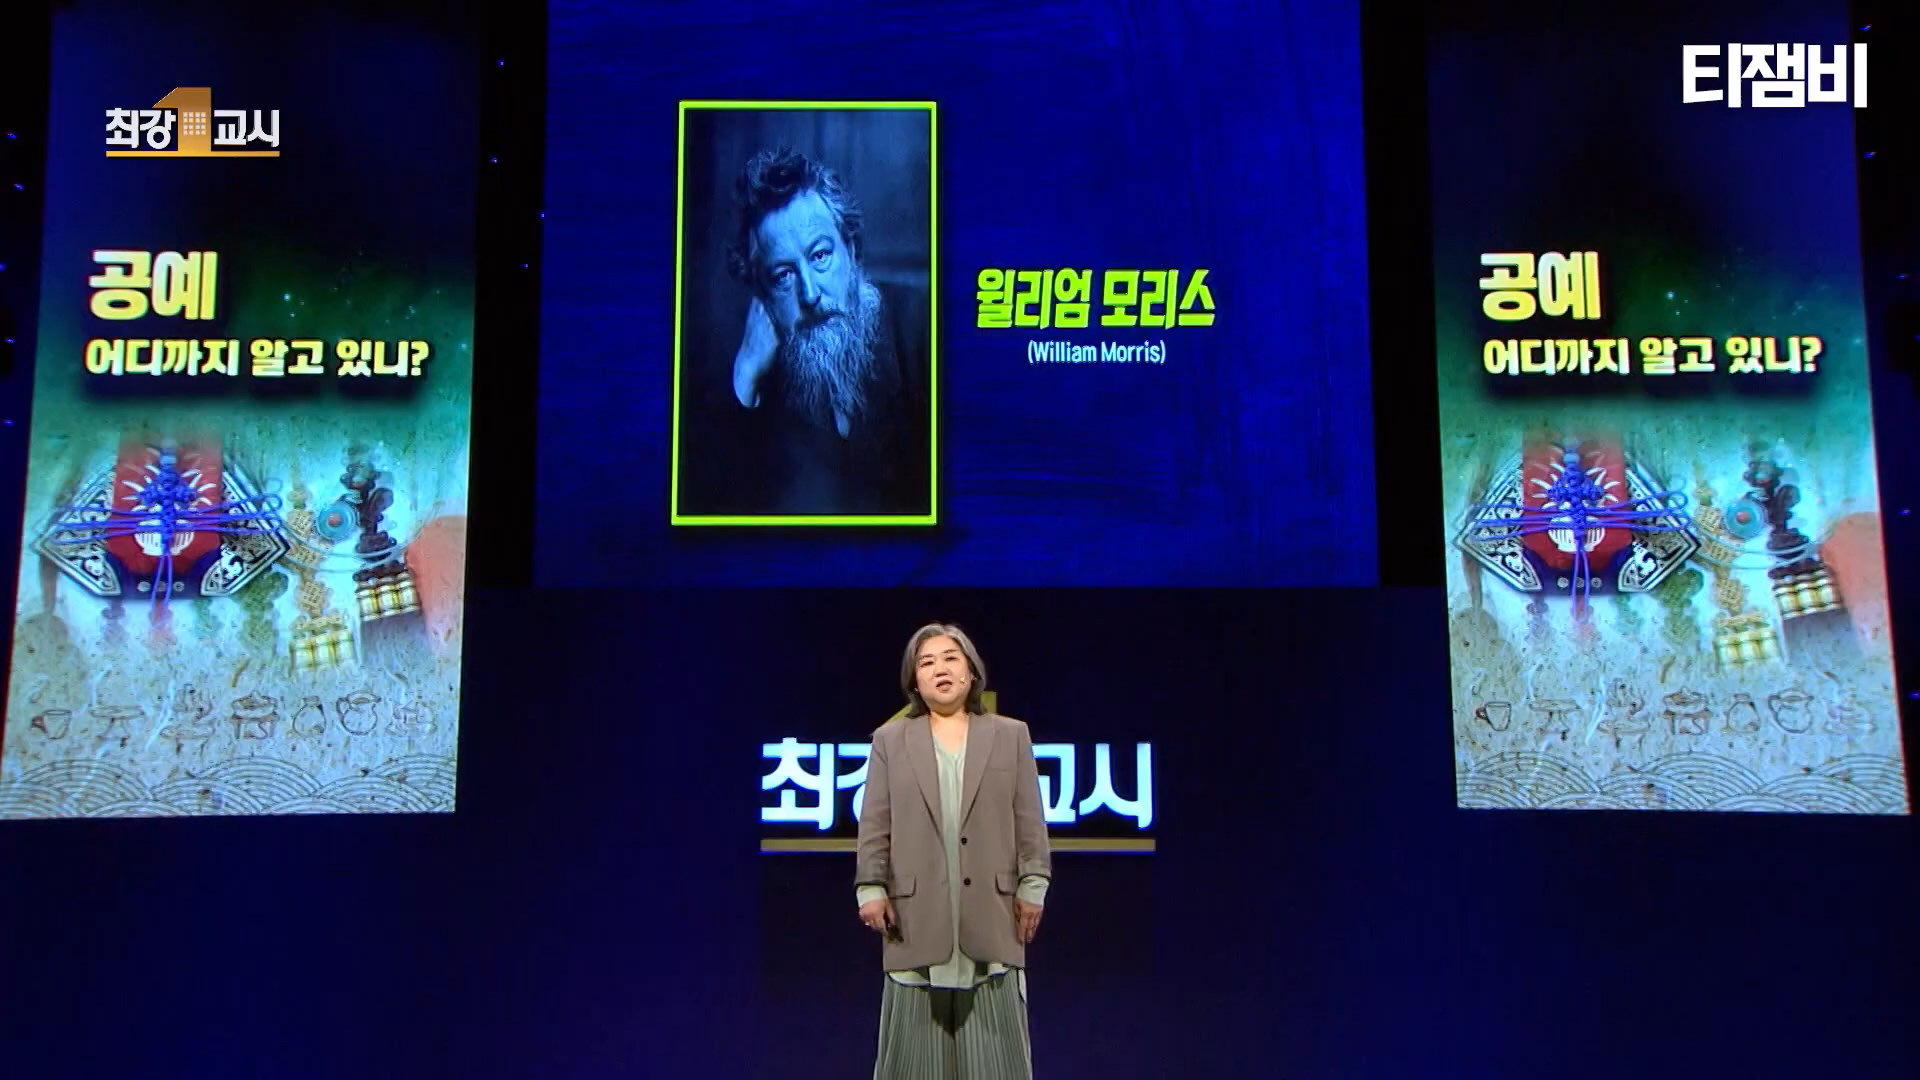 최강1교시
티잼비
공예
어디까지 알고 있니?
윌리엄 모리스
(William Morris)
공예
어디까지 알고 있니?
최강
교시